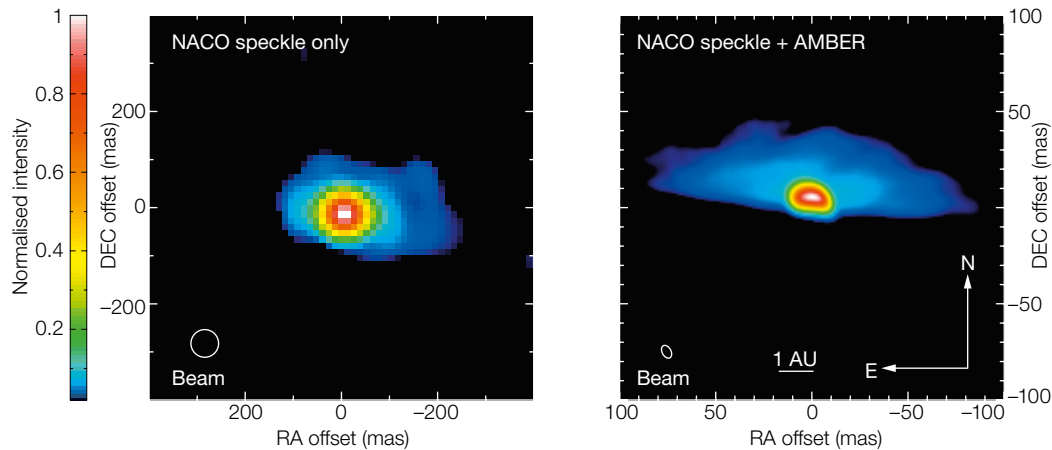 1
0.8
0.6
0.4
0.2
Normalised intensity
NACO speckle only
DEC offset (mas)
200
0
−200
Beam
200
0
−200
RA offset (mas)
NACO speckle + AMBER
100
50
0
−50
−100
DEC offset (mas)
N
E
1 AU
Beam
100
50
0
−50
−100
RA offset (mas)